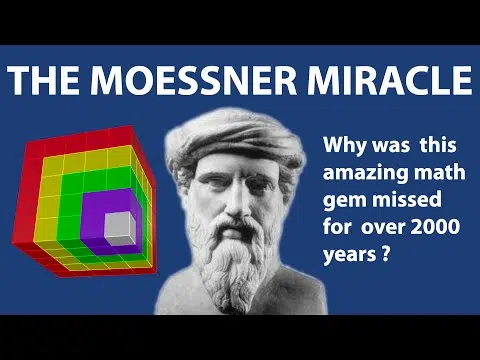 THE MOESSNER MIRACLE
Why was this
amazing math
gem missed
for over 2000
years ?